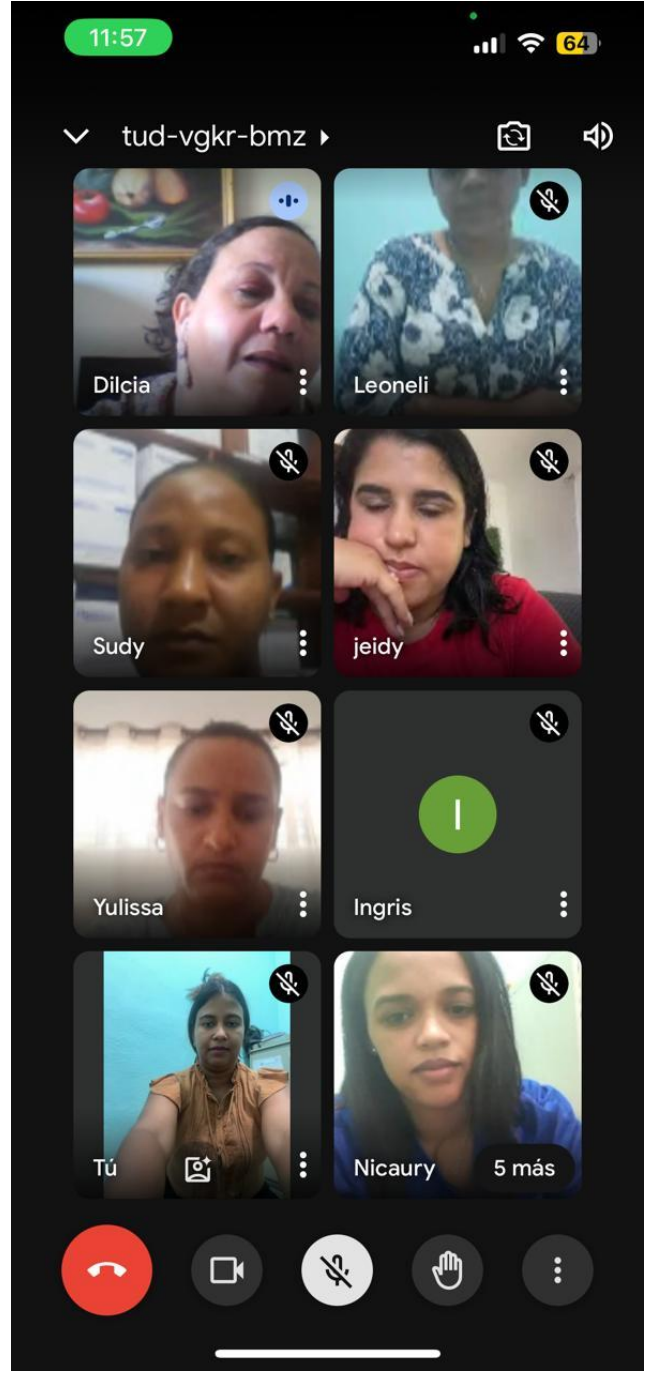 11:57
64
tud-vgkr-bmz
Dilcia
Leoneli
Sudy
jeidy
Yulissa
I
Ingris
Tú
Nicaury
5 más